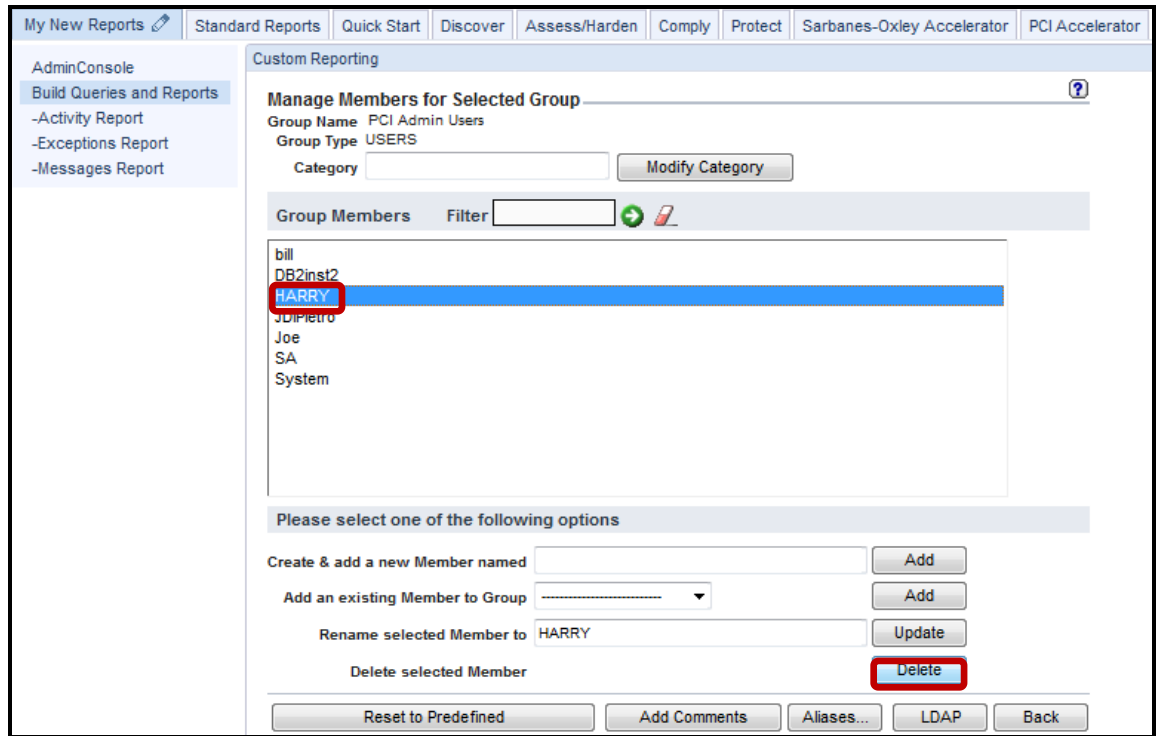 My New Reports Standard Reports Quick Start Discover Assess/Harden Comply Protect Sarbanes-Oxley Accelerator PCI Accelerator
AdminConsole
Build Queries and Reports
-Activity Report
-Exceptions Report
-Messages Report
Custom Reporting
Manage Members for Selected Group ?
Group Name PCI Admin Users
Group Type USERS
Category Modify Category
Group Members Filter
bill
DB2inst2
HARRY
JDiPietro
Joe
SA
System
Please select one of the following options
Create & add a new Member named Add
Add an existing Member to Group --------------------------- Add
Rename selected Member to HARRY Update
Delete selected Member Delete
Reset to Predefined Add Comments Aliases... LDAP Back